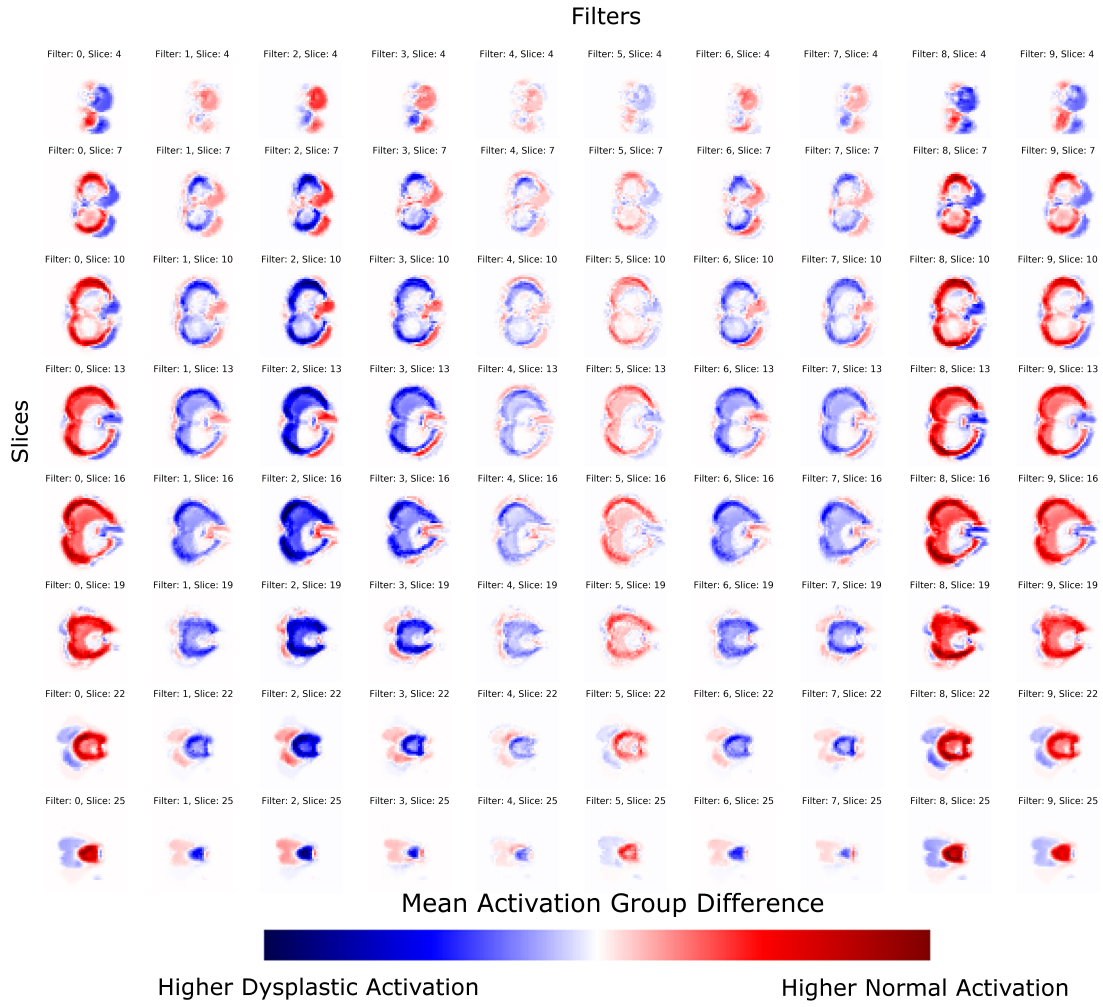 Filters
Filter: 0, Slice: 4 Filter: 1, Slice: 4 Filter: 2, Slice: 4 Filter: 3, Slice: 4 Filter: 4, Slice: 4 Filter: 5, Slice: 4 Filter: 6, Slice: 4 Filter: 7, Slice: 4 Filter: 8, Slice: 4 Filter: 9, Slice: 4
Filter: 0, Slice: 7 Filter: 1, Slice: 7 Filter: 2, Slice: 7 Filter: 3, Slice: 7 Filter: 4, Slice: 7 Filter: 5, Slice: 7 Filter: 6, Slice: 7 Filter: 7, Slice: 7 Filter: 8, Slice: 7 Filter: 9, Slice: 7
Filter: 0, Slice: 10 Filter: 1, Slice: 10 Filter: 2, Slice: 10 Filter: 3, Slice: 10 Filter: 4, Slice: 10 Filter: 5, Slice: 10 Filter: 6, Slice: 10 Filter: 7, Slice: 10 Filter: 8, Slice: 10 Filter: 9, Slice: 10
Filter: 0, Slice: 13 Filter: 1, Slice: 13 Filter: 2, Slice: 13 Filter: 3, Slice: 13 Filter: 4, Slice: 13 Filter: 5, Slice: 13 Filter: 6, Slice: 13 Filter: 7, Slice: 13 Filter: 8, Slice: 13 Filter: 9, Slice: 13
Slices
Filter: 0, Slice: 16 Filter: 1, Slice: 16 Filter: 2, Slice: 16 Filter: 3, Slice: 16 Filter: 4, Slice: 16 Filter: 5, Slice: 16 Filter: 6, Slice: 16 Filter: 7, Slice: 16 Filter: 8, Slice: 16 Filter: 9, Slice: 16
Filter: 0, Slice: 19 Filter: 1, Slice: 19 Filter: 2, Slice: 19 Filter: 3, Slice: 19 Filter: 4, Slice: 19 Filter: 5, Slice: 19 Filter: 6, Slice: 19 Filter: 7, Slice: 19 Filter: 8, Slice: 19 Filter: 9, Slice: 19
Filter: 0, Slice: 22 Filter: 1, Slice: 22 Filter: 2, Slice: 22 Filter: 3, Slice: 22 Filter: 4, Slice: 22 Filter: 5, Slice: 22 Filter: 6, Slice: 22 Filter: 7, Slice: 22 Filter: 8, Slice: 22 Filter: 9, Slice: 22
Filter: 0, Slice: 25 Filter: 1, Slice: 25 Filter: 2, Slice: 25 Filter: 3, Slice: 25 Filter: 4, Slice: 25 Filter: 5, Slice: 25 Filter: 6, Slice: 25 Filter: 7, Slice: 25 Filter: 8, Slice: 25 Filter: 9, Slice: 25
Mean Activation Group Difference
Higher Dysplastic Activation Higher Normal Activation